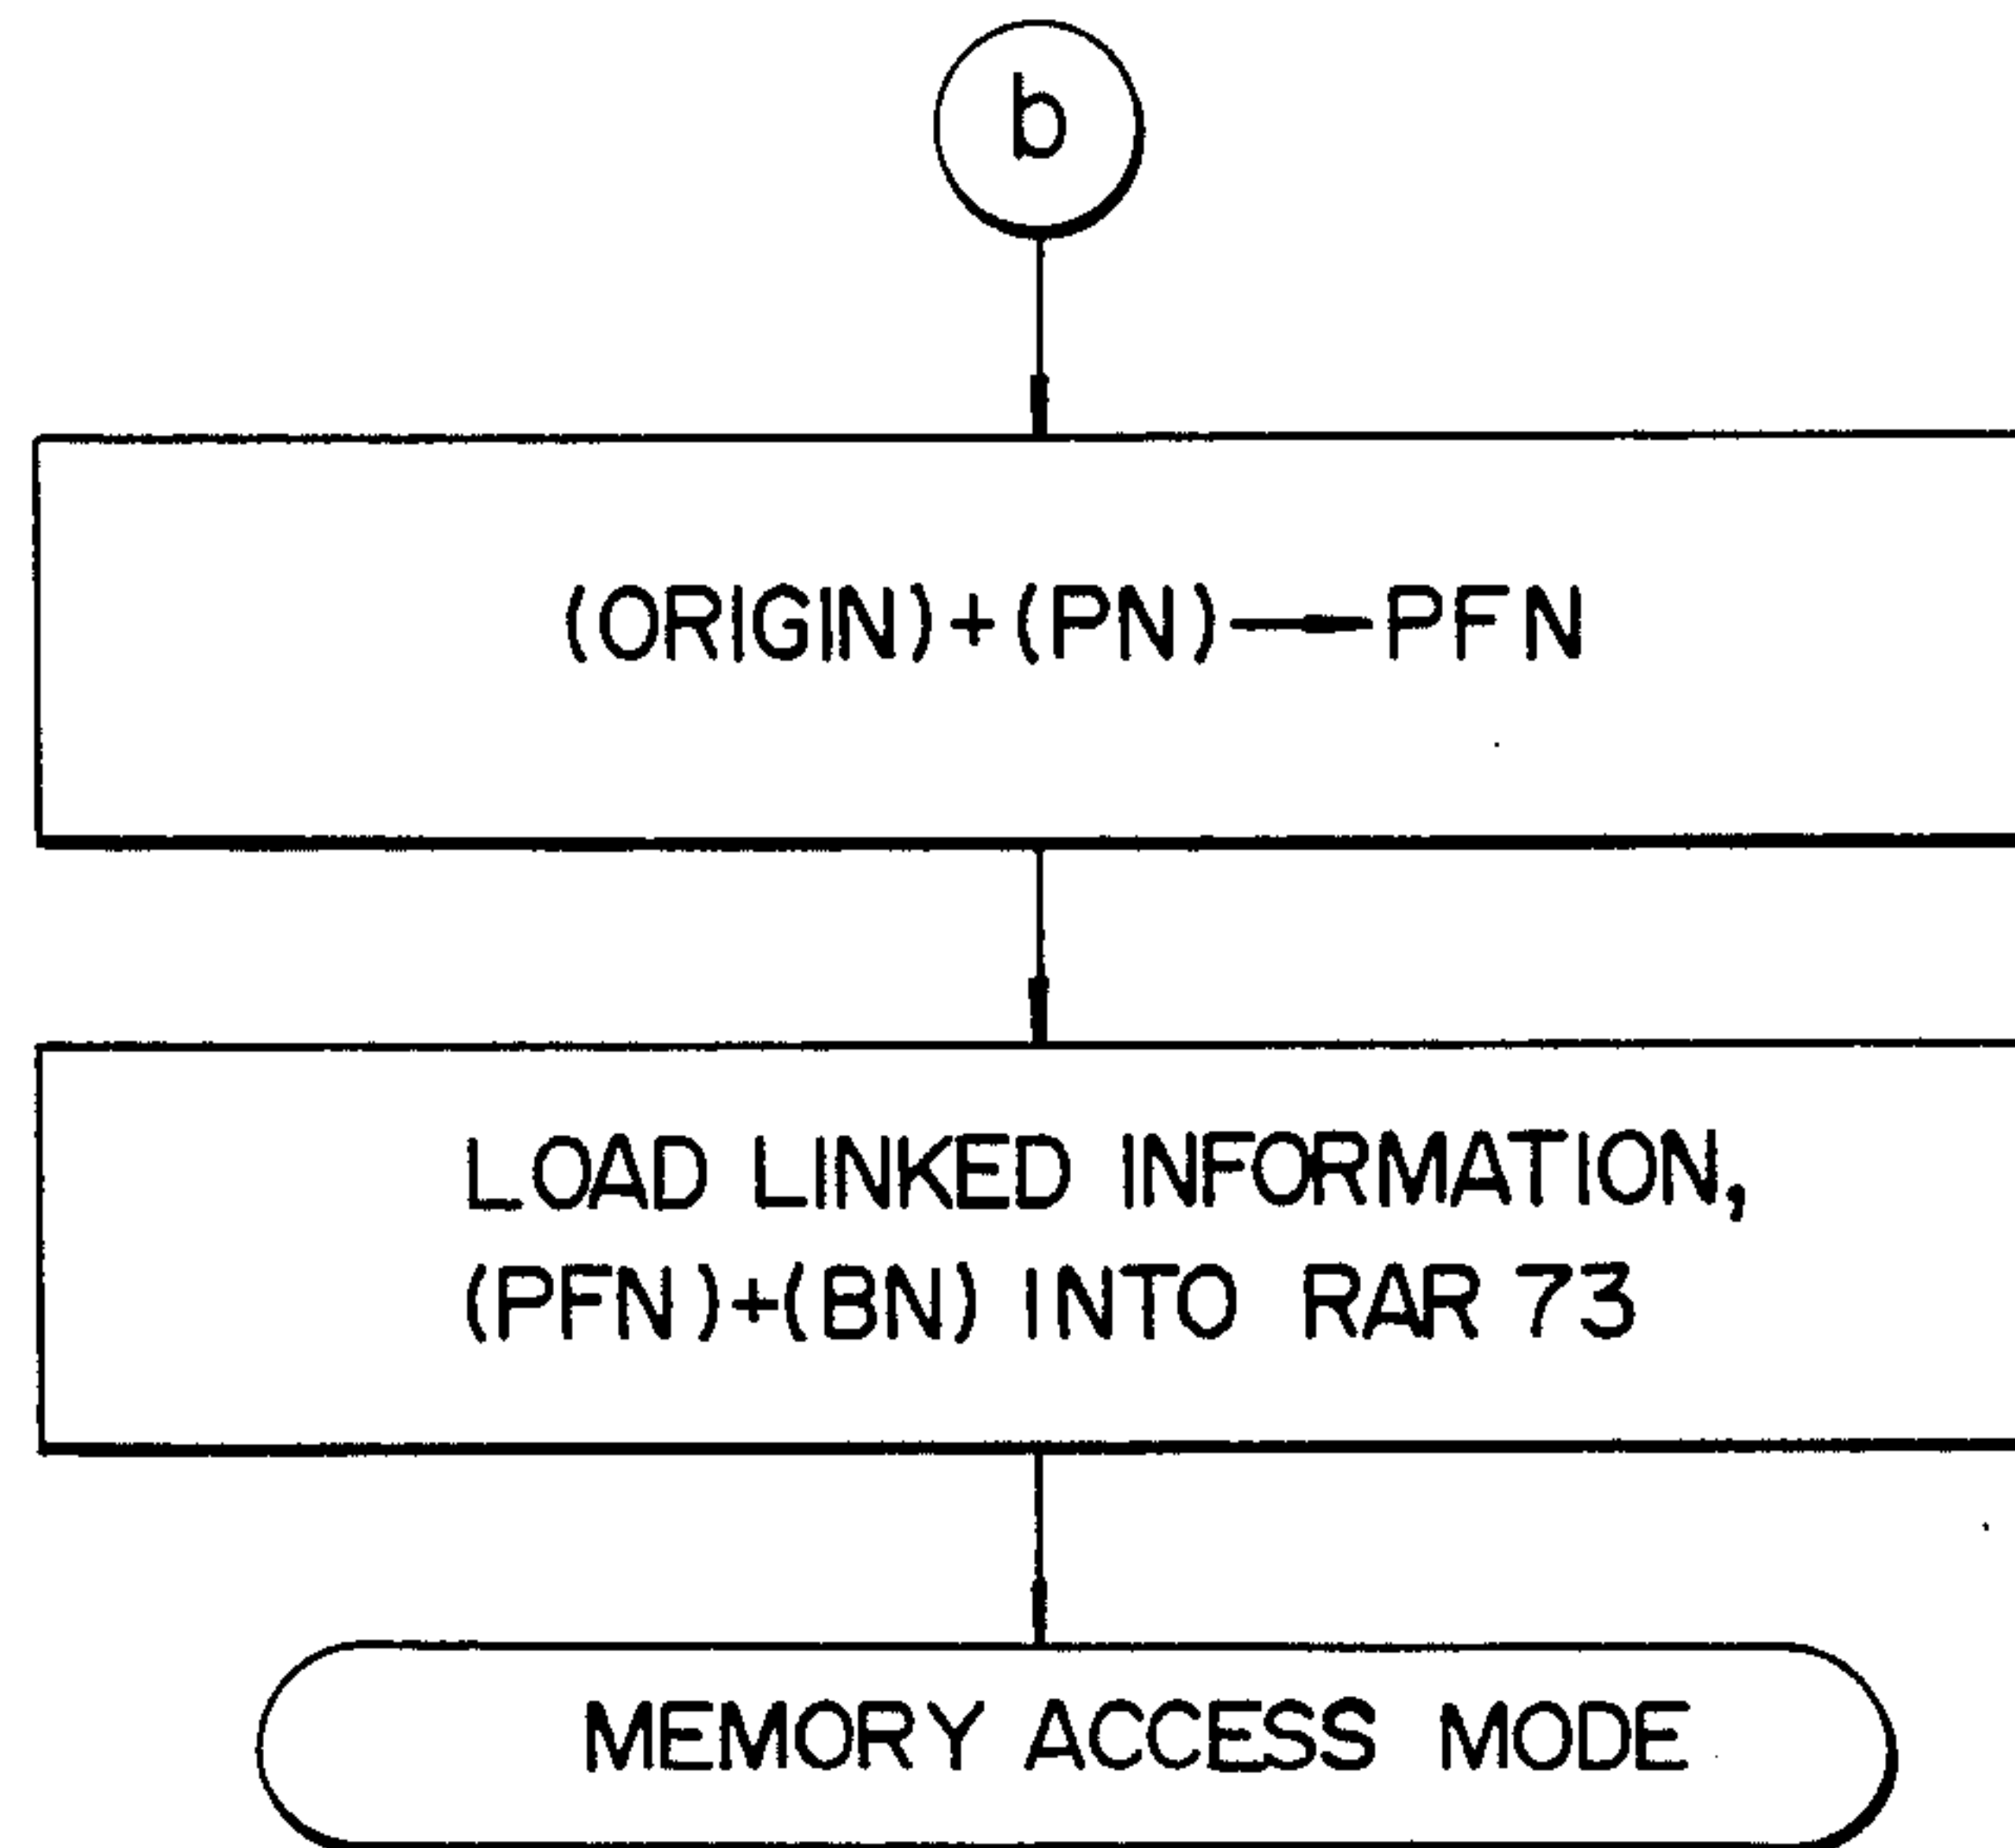 b
(ORIGIN)+(PN)→PFN
LOAD LINKED INFORMATION,
(PFN)+(BN) INTO RAR 73
MEMORY ACCESS MODE